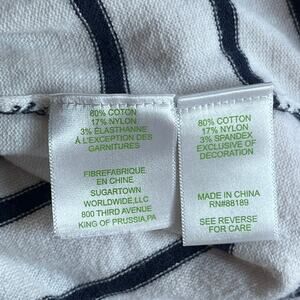 80% COTON
17% NYLON
3% ÉLASTHANNE
À L'EXCEPTION DES
GARNITURES
FIBREFABRIQUE
EN CHINE
SUGARTOWN
WORLDWIDE,LLC
800 THIRD AVENUE
KING OF PRUSSIA,PA
80% COTTON
17% NYLON
3% SPANDEX
EXCLUSIVE OF
DECORATION
MADE IN CHINA
RN#88189
SEE REVERSE
FOR CARE